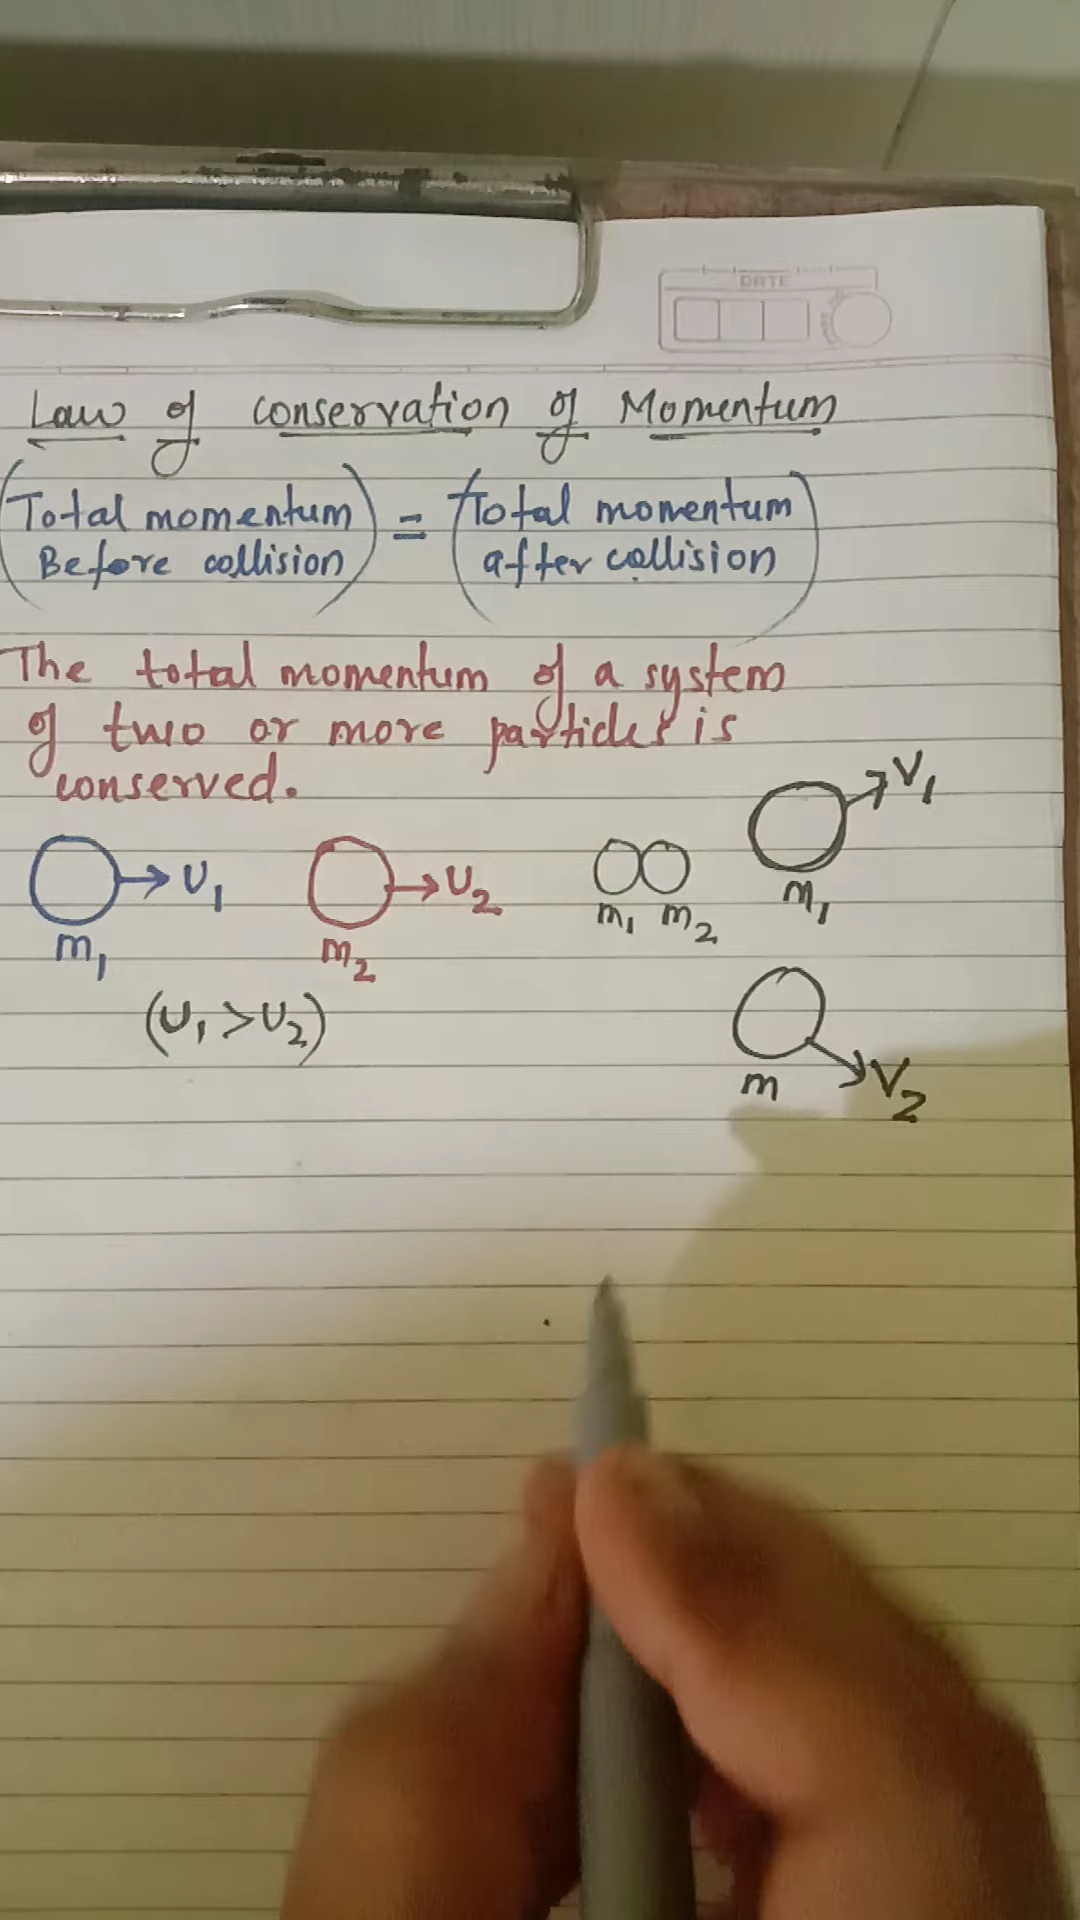 DATE
Law of conservation of Momentum
(Total momentum Before collision) = (Total momentum after collision)
The total momentum of a system
of two or more particles is
conserved.
m₁ → U₁
m₂ → U₂
(U₁ > U₂)
m₁ m₂
m₁ → V₁
m → V₂